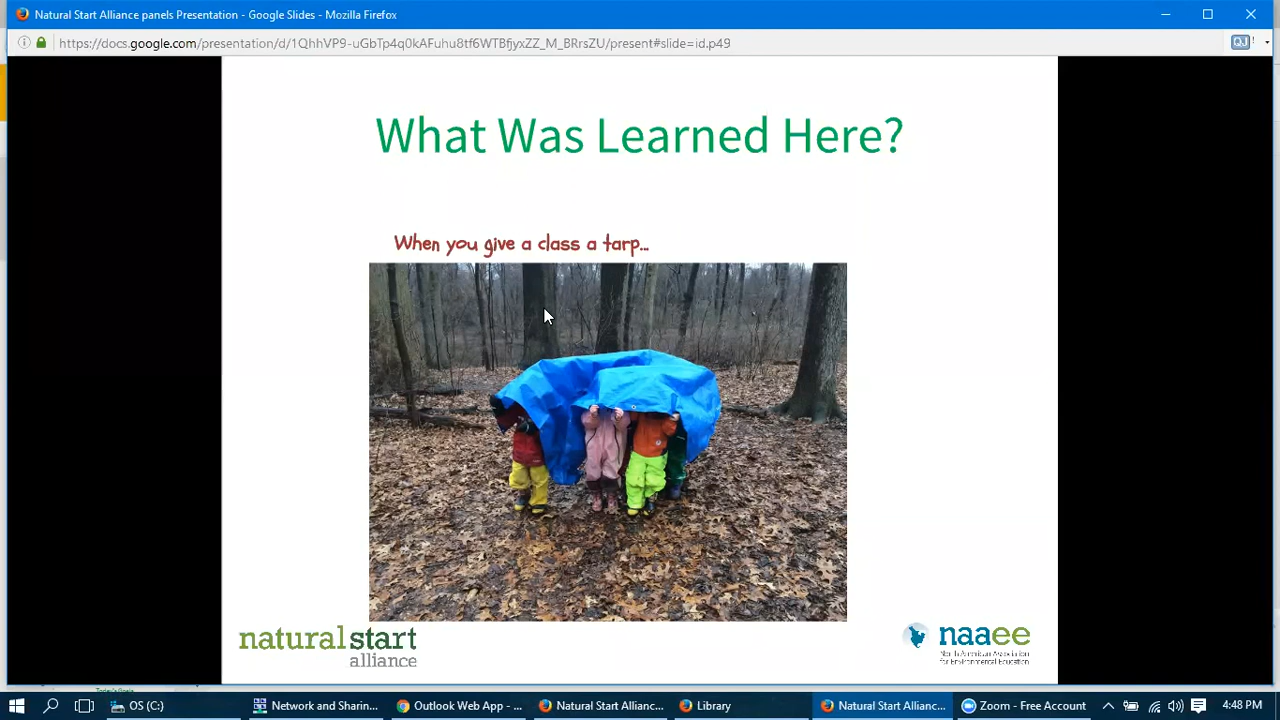 Natural Start Alliance panels Presentation - Google Slides - Mozilla Firefox
https://docs.google.com/presentation/d/1QhhVP9-uGbTp4q0kAFuhu8tf6WTBfjyxZZ_M_BRrsZU/present#slide=id.p49
What Was Learned Here?
When you give a class a tarp...
naturalstart
alliance
naaee
North American Association
for Environmental Education
Today's Goals
OS (C:)
Network and Sharin...
Outlook Web App - ...
Natural Start Allianc...
Library
Natural Start Allianc...
Zoom - Free Account
4:48 PM